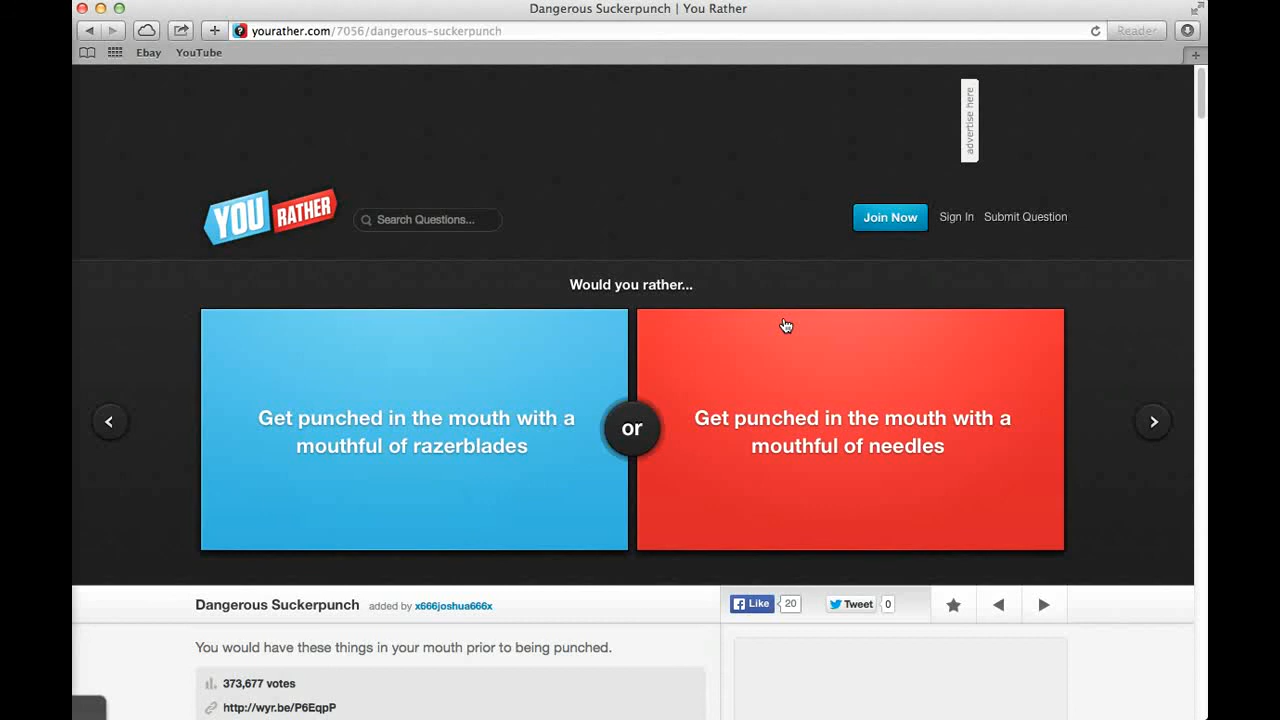 Dangerous Suckerpunch | You Rather
yourather.com/7056/dangerous-suckerpunch
Reader
Ebay
YouTube
advertise here
YOU RATHER
Search Questions...
Join Now
Sign In
Submit Question
Would you rather...
Get punched in the mouth with a
mouthful of razerblades
or
Get punched in the mouth with a
mouthful of needles
Dangerous Suckerpunch added by x666joshua666x
Like 20
Tweet 0
You would have these things in your mouth prior to being punched.
373,677 votes
http://wyr.be/P6EqpP